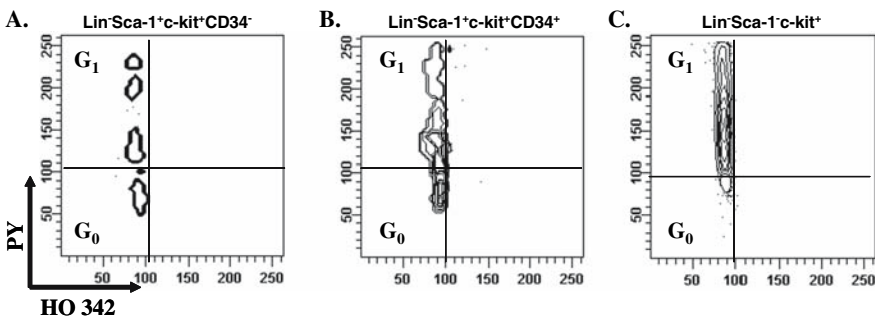 A.
Lin⁻Sca-1⁺c-kit⁺CD34⁻
G₁
G₀
50
100
150
200
250
50 100 150 200 250
PY
HO 342
B.
Lin⁻Sca-1⁺c-kit⁺CD34⁺
G₁
G₀
50
100
150
200
250
50 100 150 200 250
C.
Lin⁻Sca-1⁻c-kit⁺
G₁
G₀
50
100
150
200
250
50 100 150 200 250